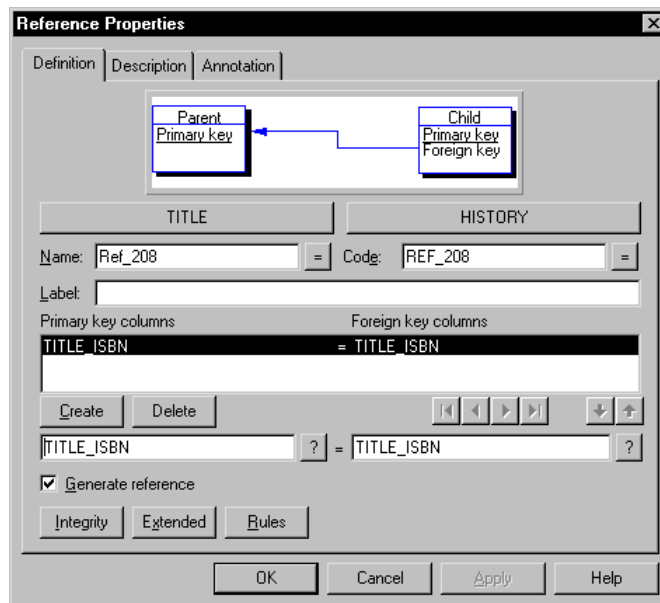 Reference Properties
Definition Description Annotation
Parent Child
Primary key Primary key
Foreign key
TITLE HISTORY
Name: Ref_208 = Code: REF_208 =
Label:
Primary key columns Foreign key columns
TITLE_ISBN = TITLE_ISBN
Create Delete
TITLE_ISBN ? = TITLE_ISBN ?
Generate reference
Integrity Extended Rules
OK Cancel Apply Help